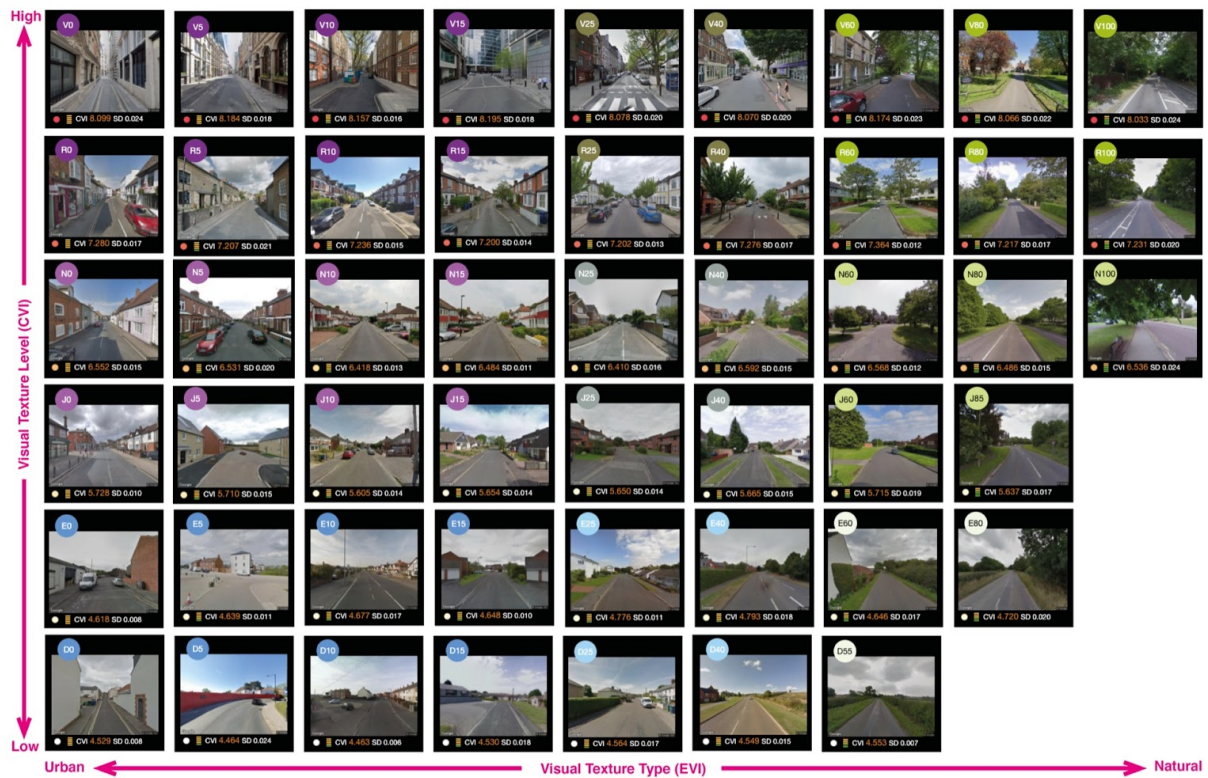 High
V0
V5
V10
V15
V25
V40
V60
V80
V100
CVI 8.099 SD 0.024
CVI 8.184 SD 0.018
CVI 8.157 SD 0.016
CVI 8.195 SD 0.018
CVI 8.078 SD 0.020
CVI 8.070 SD 0.020
CVI 8.174 SD 0.023
CVI 8.066 SD 0.022
CVI 8.033 SD 0.024
R0
R5
R10
R15
R25
R40
R60
R80
R100
CVI 7.280 SD 0.017
CVI 7.207 SD 0.021
CVI 7.236 SD 0.015
CVI 7.200 SD 0.014
CVI 7.202 SD 0.013
CVI 7.276 SD 0.017
CVI 7.364 SD 0.012
CVI 7.217 SD 0.017
CVI 7.231 SD 0.020
N0
N5
N10
N15
N25
N40
N60
N80
N100
CVI 6.552 SD 0.015
CVI 6.531 SD 0.020
CVI 6.418 SD 0.013
CVI 6.484 SD 0.011
CVI 6.410 SD 0.016
CVI 6.592 SD 0.015
CVI 6.568 SD 0.012
CVI 6.486 SD 0.015
CVI 6.536 SD 0.024
Visual Texture Level (CVI)
J0
J5
J10
J15
J25
J40
J60
J85
CVI 5.728 SD 0.010
CVI 5.710 SD 0.015
CVI 5.605 SD 0.014
CVI 5.654 SD 0.014
CVI 5.650 SD 0.014
CVI 5.665 SD 0.015
CVI 5.715 SD 0.019
CVI 5.637 SD 0.017
E0
E5
E10
E15
E25
E40
E60
E80
CVI 4.618 SD 0.008
CVI 4.639 SD 0.011
CVI 4.677 SD 0.017
CVI 4.648 SD 0.010
CVI 4.776 SD 0.011
CVI 4.793 SD 0.018
CVI 4.646 SD 0.017
CVI 4.720 SD 0.020
D0
D5
D10
D15
D25
D40
D55
CVI 4.529 SD 0.008
CVI 4.464 SD 0.024
CVI 4.463 SD 0.006
CVI 4.530 SD 0.018
CVI 4.564 SD 0.017
CVI 4.549 SD 0.015
CVI 4.553 SD 0.007
Low
Urban
Visual Texture Type (EVI)
Natural